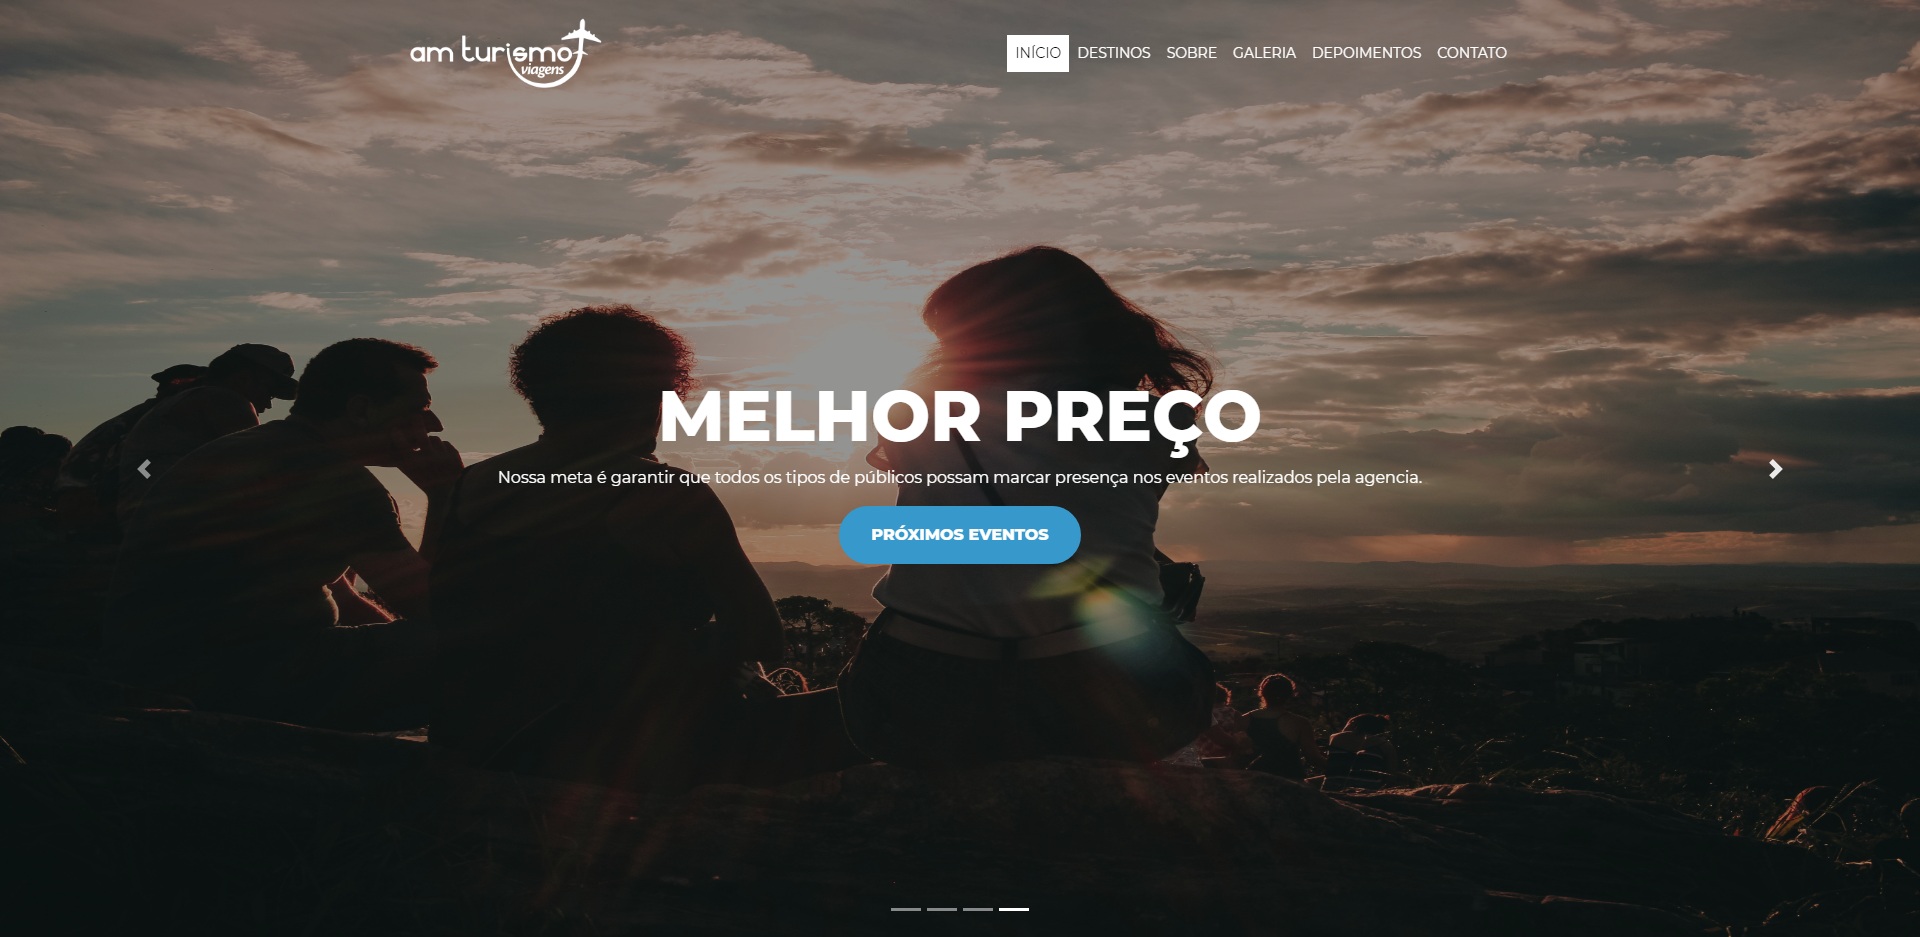 am turismo
viagens
INÍCIO DESTINOS SOBRE GALERIA DEPOIMENTOS CONTATO
MELHOR PREÇO
Nossa meta é garantir que todos os tipos de públicos possam marcar presença nos eventos realizados pela agencia.
PRÓXIMOS EVENTOS